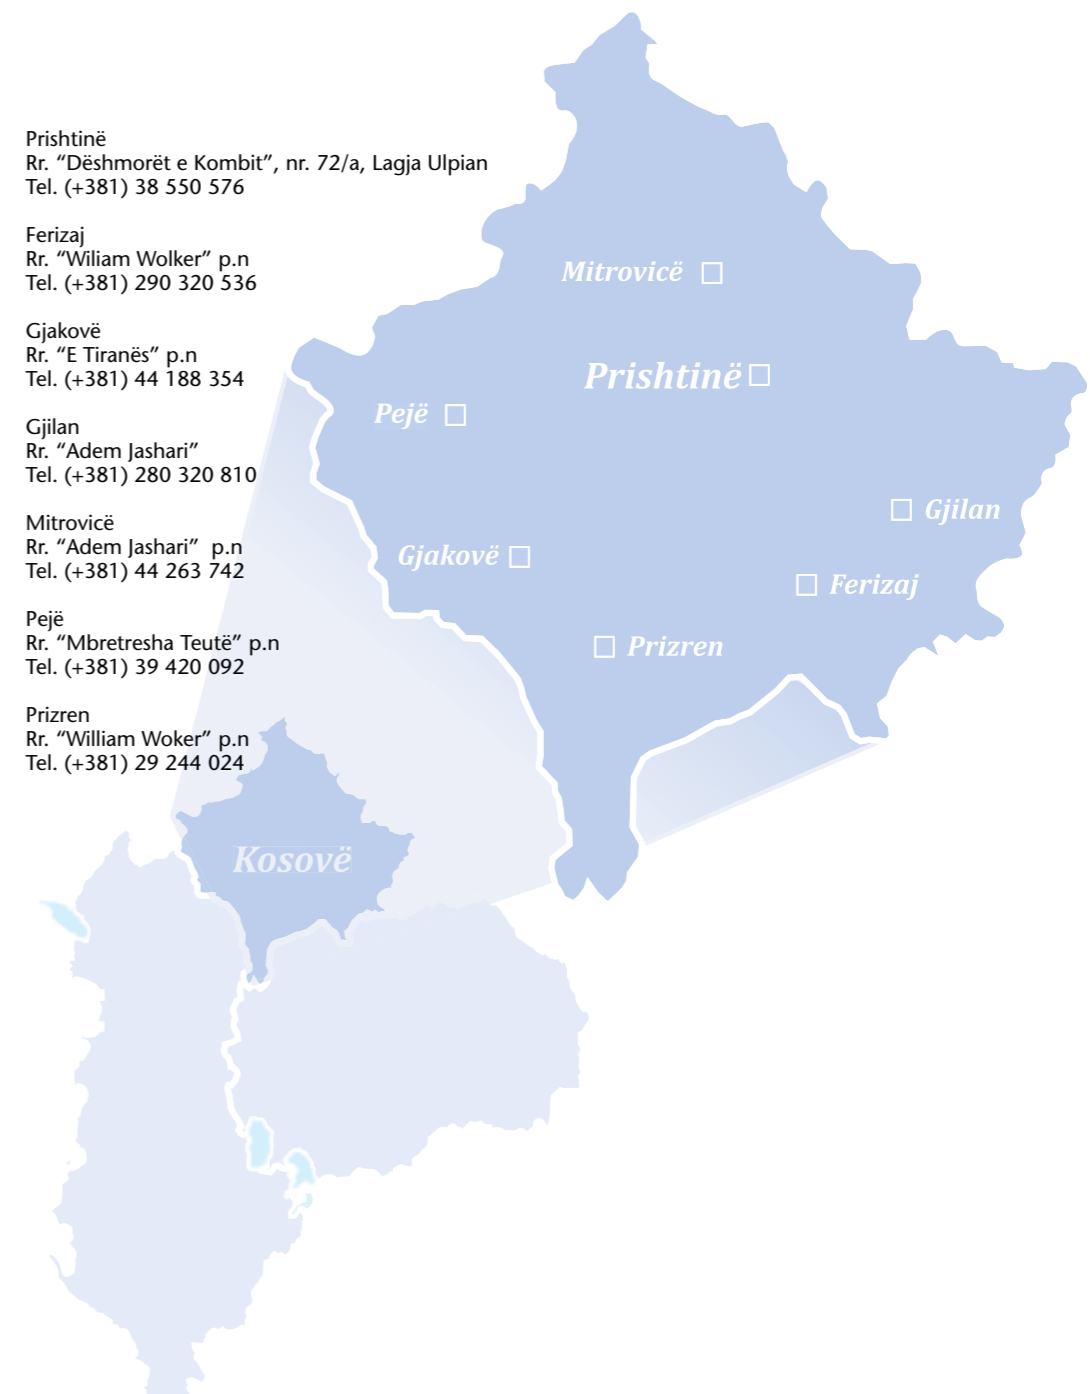 Prishtinë
Rr. “Dëshmorët e Kombit”, nr. 72/a, Lagja Ulpian
Tel. (+381) 38 550 576
Ferizaj
Rr. “Wiliam Wolker” p.n
Tel. (+381) 290 320 536
Gjakovë
Rr. “E Tiranës” p.n
Tel. (+381) 44 188 354
Gjilan
Rr. “Adem Jashari”
Tel. (+381) 280 320 810
Mitrovicë
Rr. “Adem Jashari” p.n
Tel. (+381) 44 263 742
Pejë
Rr. “Mbretresha Teutë” p.n
Tel. (+381) 39 420 092
Prizren
Rr. “William Woker” p.n
Tel. (+381) 29 244 024
Mitrovicë
Prishtinë
Pejë
Gjilan
Gjakovë
Ferizaj
Prizren
Kosovë